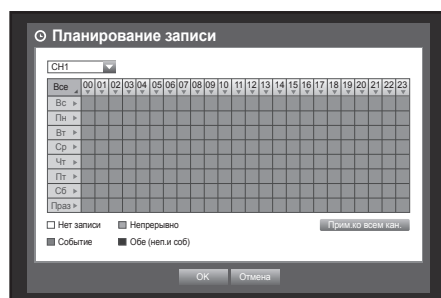 Планирование записи
CH1
Все 00 01 02 03 04 05 06 07 08 09 10 11 12 13 14 15 16 17 18 19 20 21 22 23
Вс
Пн
Вт
Ср
Чт
Пт
Сб
Праз
Нет записи Непрерывно Прим.ко всем кан.
Событие Обе (неп.и соб)
OK Отмена